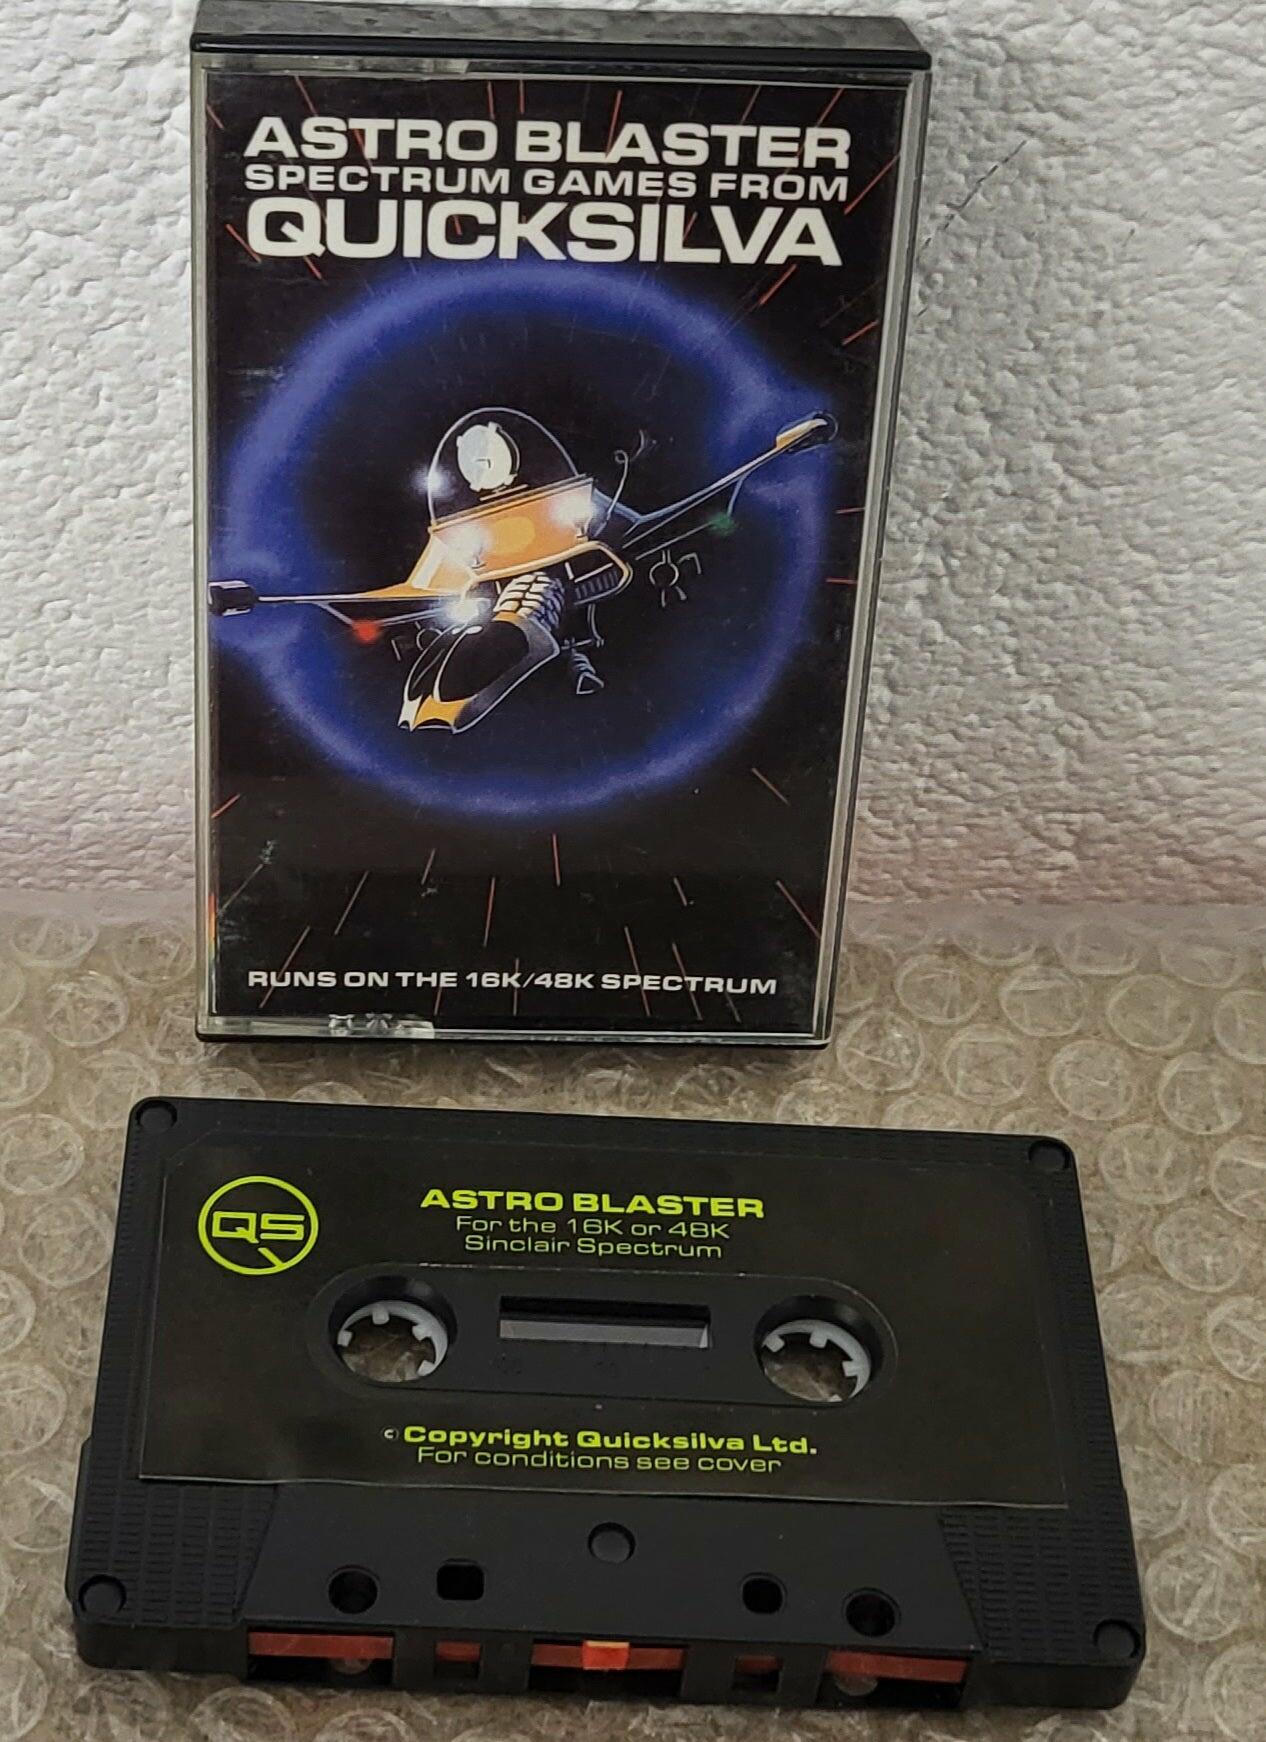 ASTRO BLASTER
SPECTRUM GAMES FROM
QUICKSILVA
RUNS ON THE 16K/48K SPECTRUM
QS
ASTRO BLASTER
For the 16K or 48K
Sinclair Spectrum
© Copyright Quicksilva Ltd.
For conditions see cover